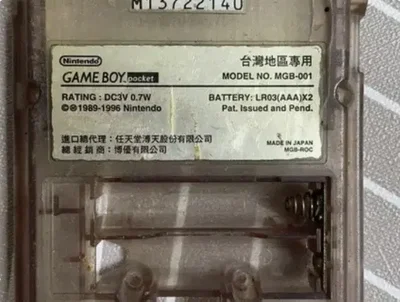 MT3722140
Nintendo
GAME BOY pocket
台灣地區專用
MODEL NO. MGB-001
RATING : DC3V 0.7W
BATTERY: LR03(AAA)X2
©®1989-1996 Nintendo
Pat. Issued and Pend.
進口總代理：任天堂溥天股份有限公司
總 經 銷 商：博優有限公司
MADE IN JAPAN
MGB-ROC